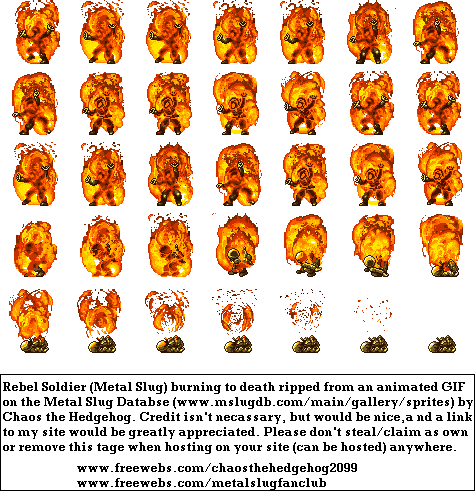 Rebel Soldier (Metal Slug) burning to death ripped from an animated GIF
on the Metal Slug Databse (www.mslugdb.com/main/gallery/sprites) by
Chaos the Hedgehog. Credit isn't necassary, but would be nice,a nd a link
to my site would be greatly appreciated. Please don't steal/claim as own
or remove this tage when hosting on your site (can be hosted) anywhere.
www.freewebs.com/chaosthehedgehog2099
www.freewebs.com/metalslugfanclub